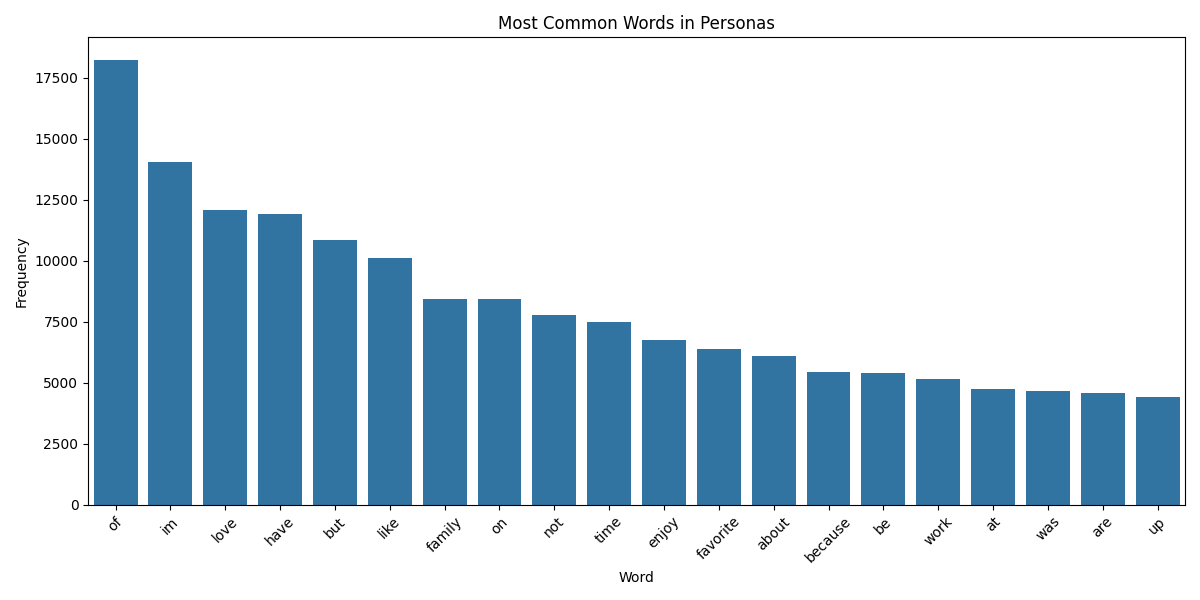 Most Common Words in Personas
Frequency
17500
15000
12500
10000
7500
5000
2500
0
of im love have but like family on not time enjoy favorite about because be work at was are up
Word